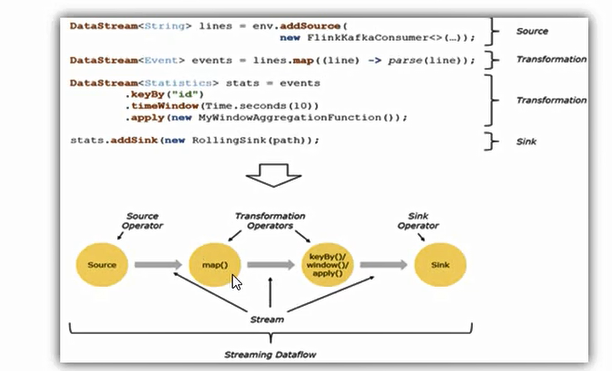 DataStream<String> lines = env.addSource(
new FlinkKafkaConsumer<>(…));
Source
DataStream<Event> events = lines.map((line) -> parse(line));
Transformation
DataStream<Statistics> stats = events
.keyBy("id")
.timeWindow(Time.seconds(10))
.apply(new MyWindowAggregationFunction());
Transformation
stats.addSink(new RollingSink(path));
Sink
Source
Operator
Transformation
Operators
Sink
Operator
Source
map()
keyBy()/
window()/
apply()
Sink
Stream
Streaming Dataflow